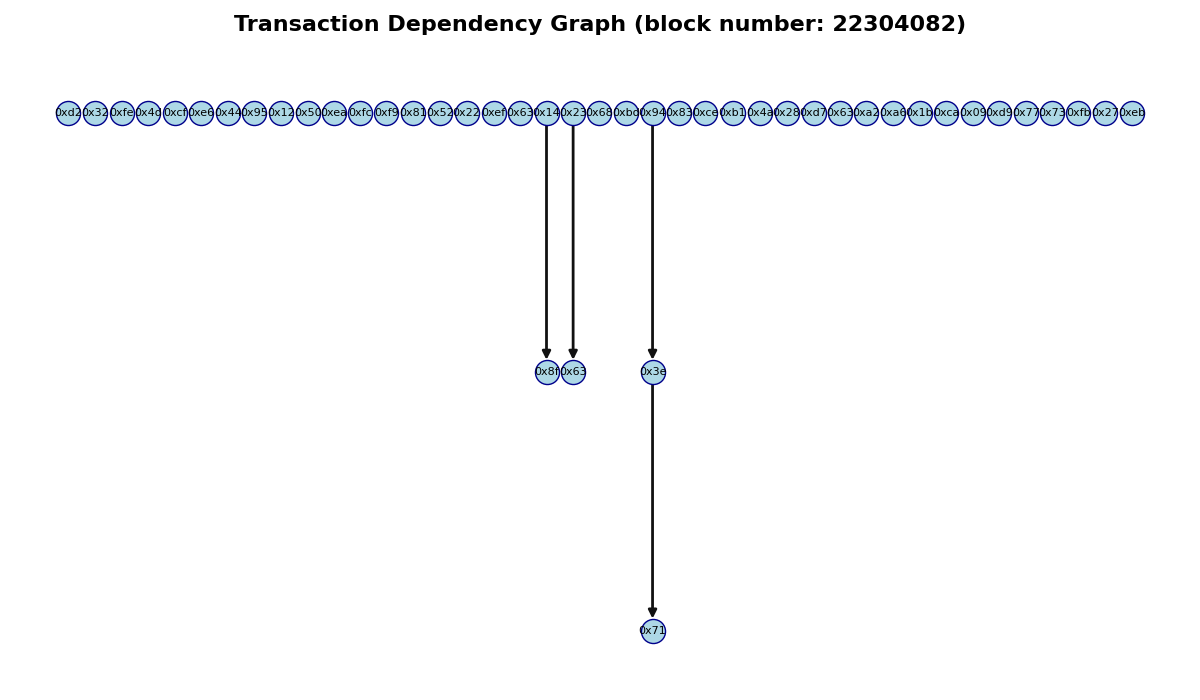 Transaction Dependency Graph (block number: 22304082)
0xd2 0x32 0xfe 0x4d 0xcf 0xe6 0x44 0x95 0x12 0x50 0xea 0xfc 0xf9 0x81 0x52 0x22 0xef 0x63 0x14 0x23 0x68 0xbd 0x94 0x83 0xce 0xb1 0x4a 0x28 0xd7 0x63 0xa2 0xa6 0x1b 0xca 0x09 0xd9 0x77 0x73 0xfb 0x27 0xeb
0x8f 0x63 0x3e
0x71